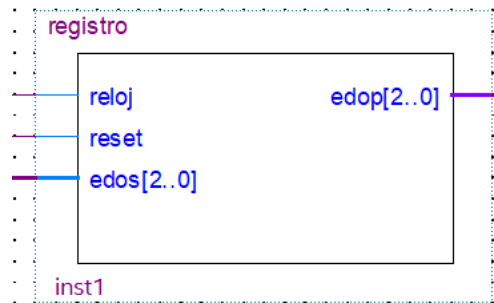 registro
reloj edop[2..0]
reset
edos[2..0]
inst1